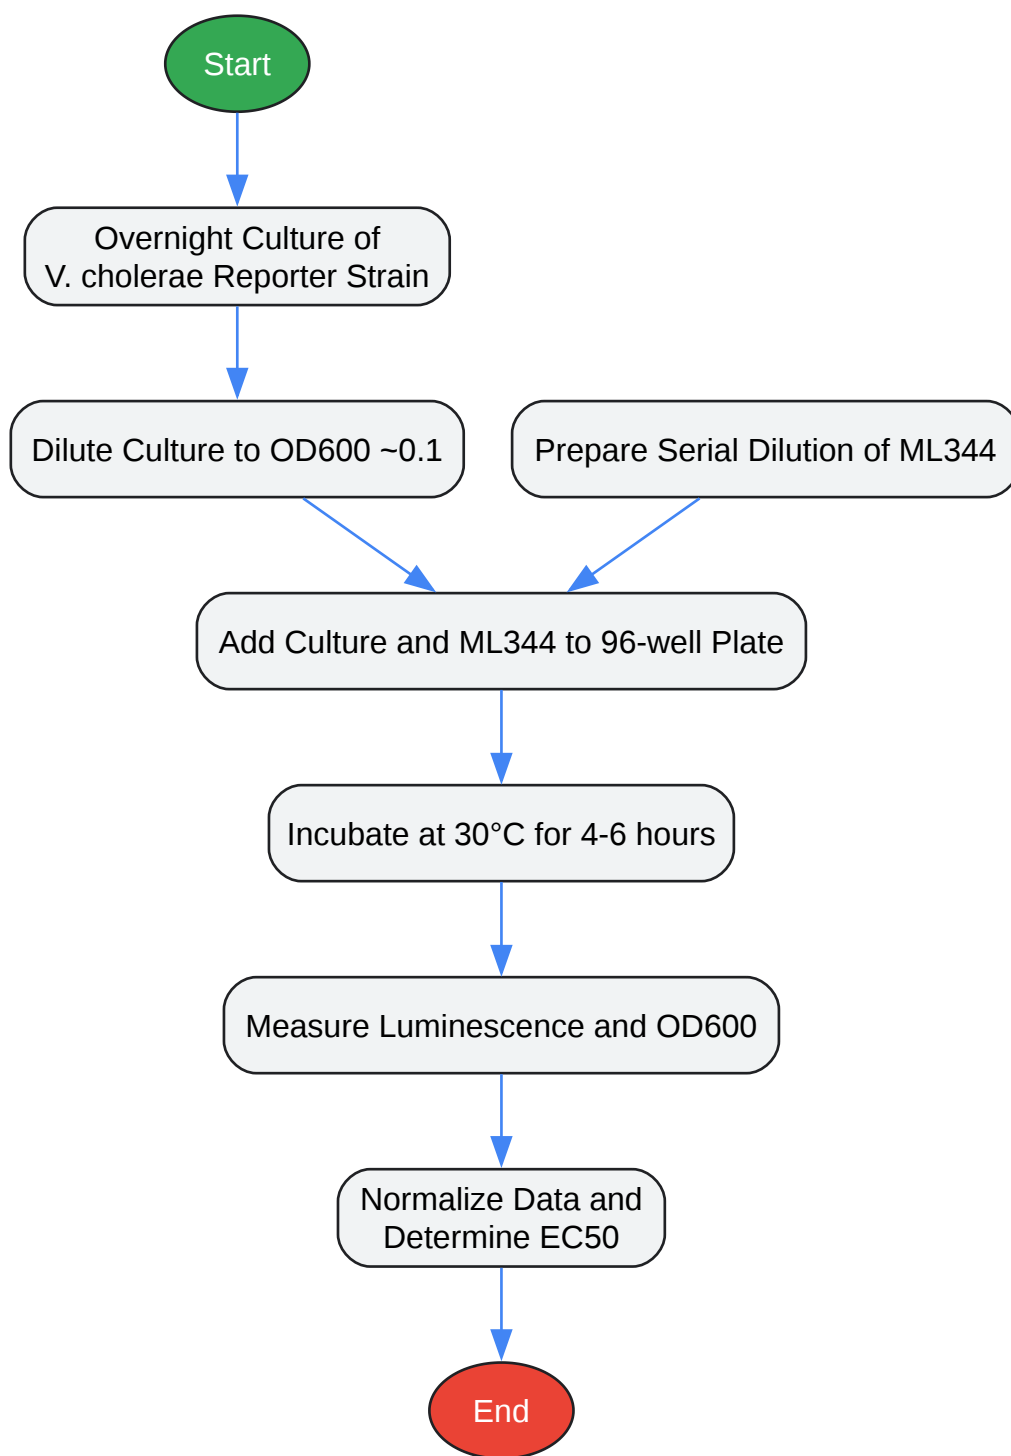 Start
Overnight Culture of
V. cholerae Reporter Strain
Dilute Culture to OD600 ~0.1
Prepare Serial Dilution of ML344
Add Culture and ML344 to 96-well Plate
Incubate at 30°C for 4-6 hours
Measure Luminescence and OD600
Normalize Data and
Determine EC50
End